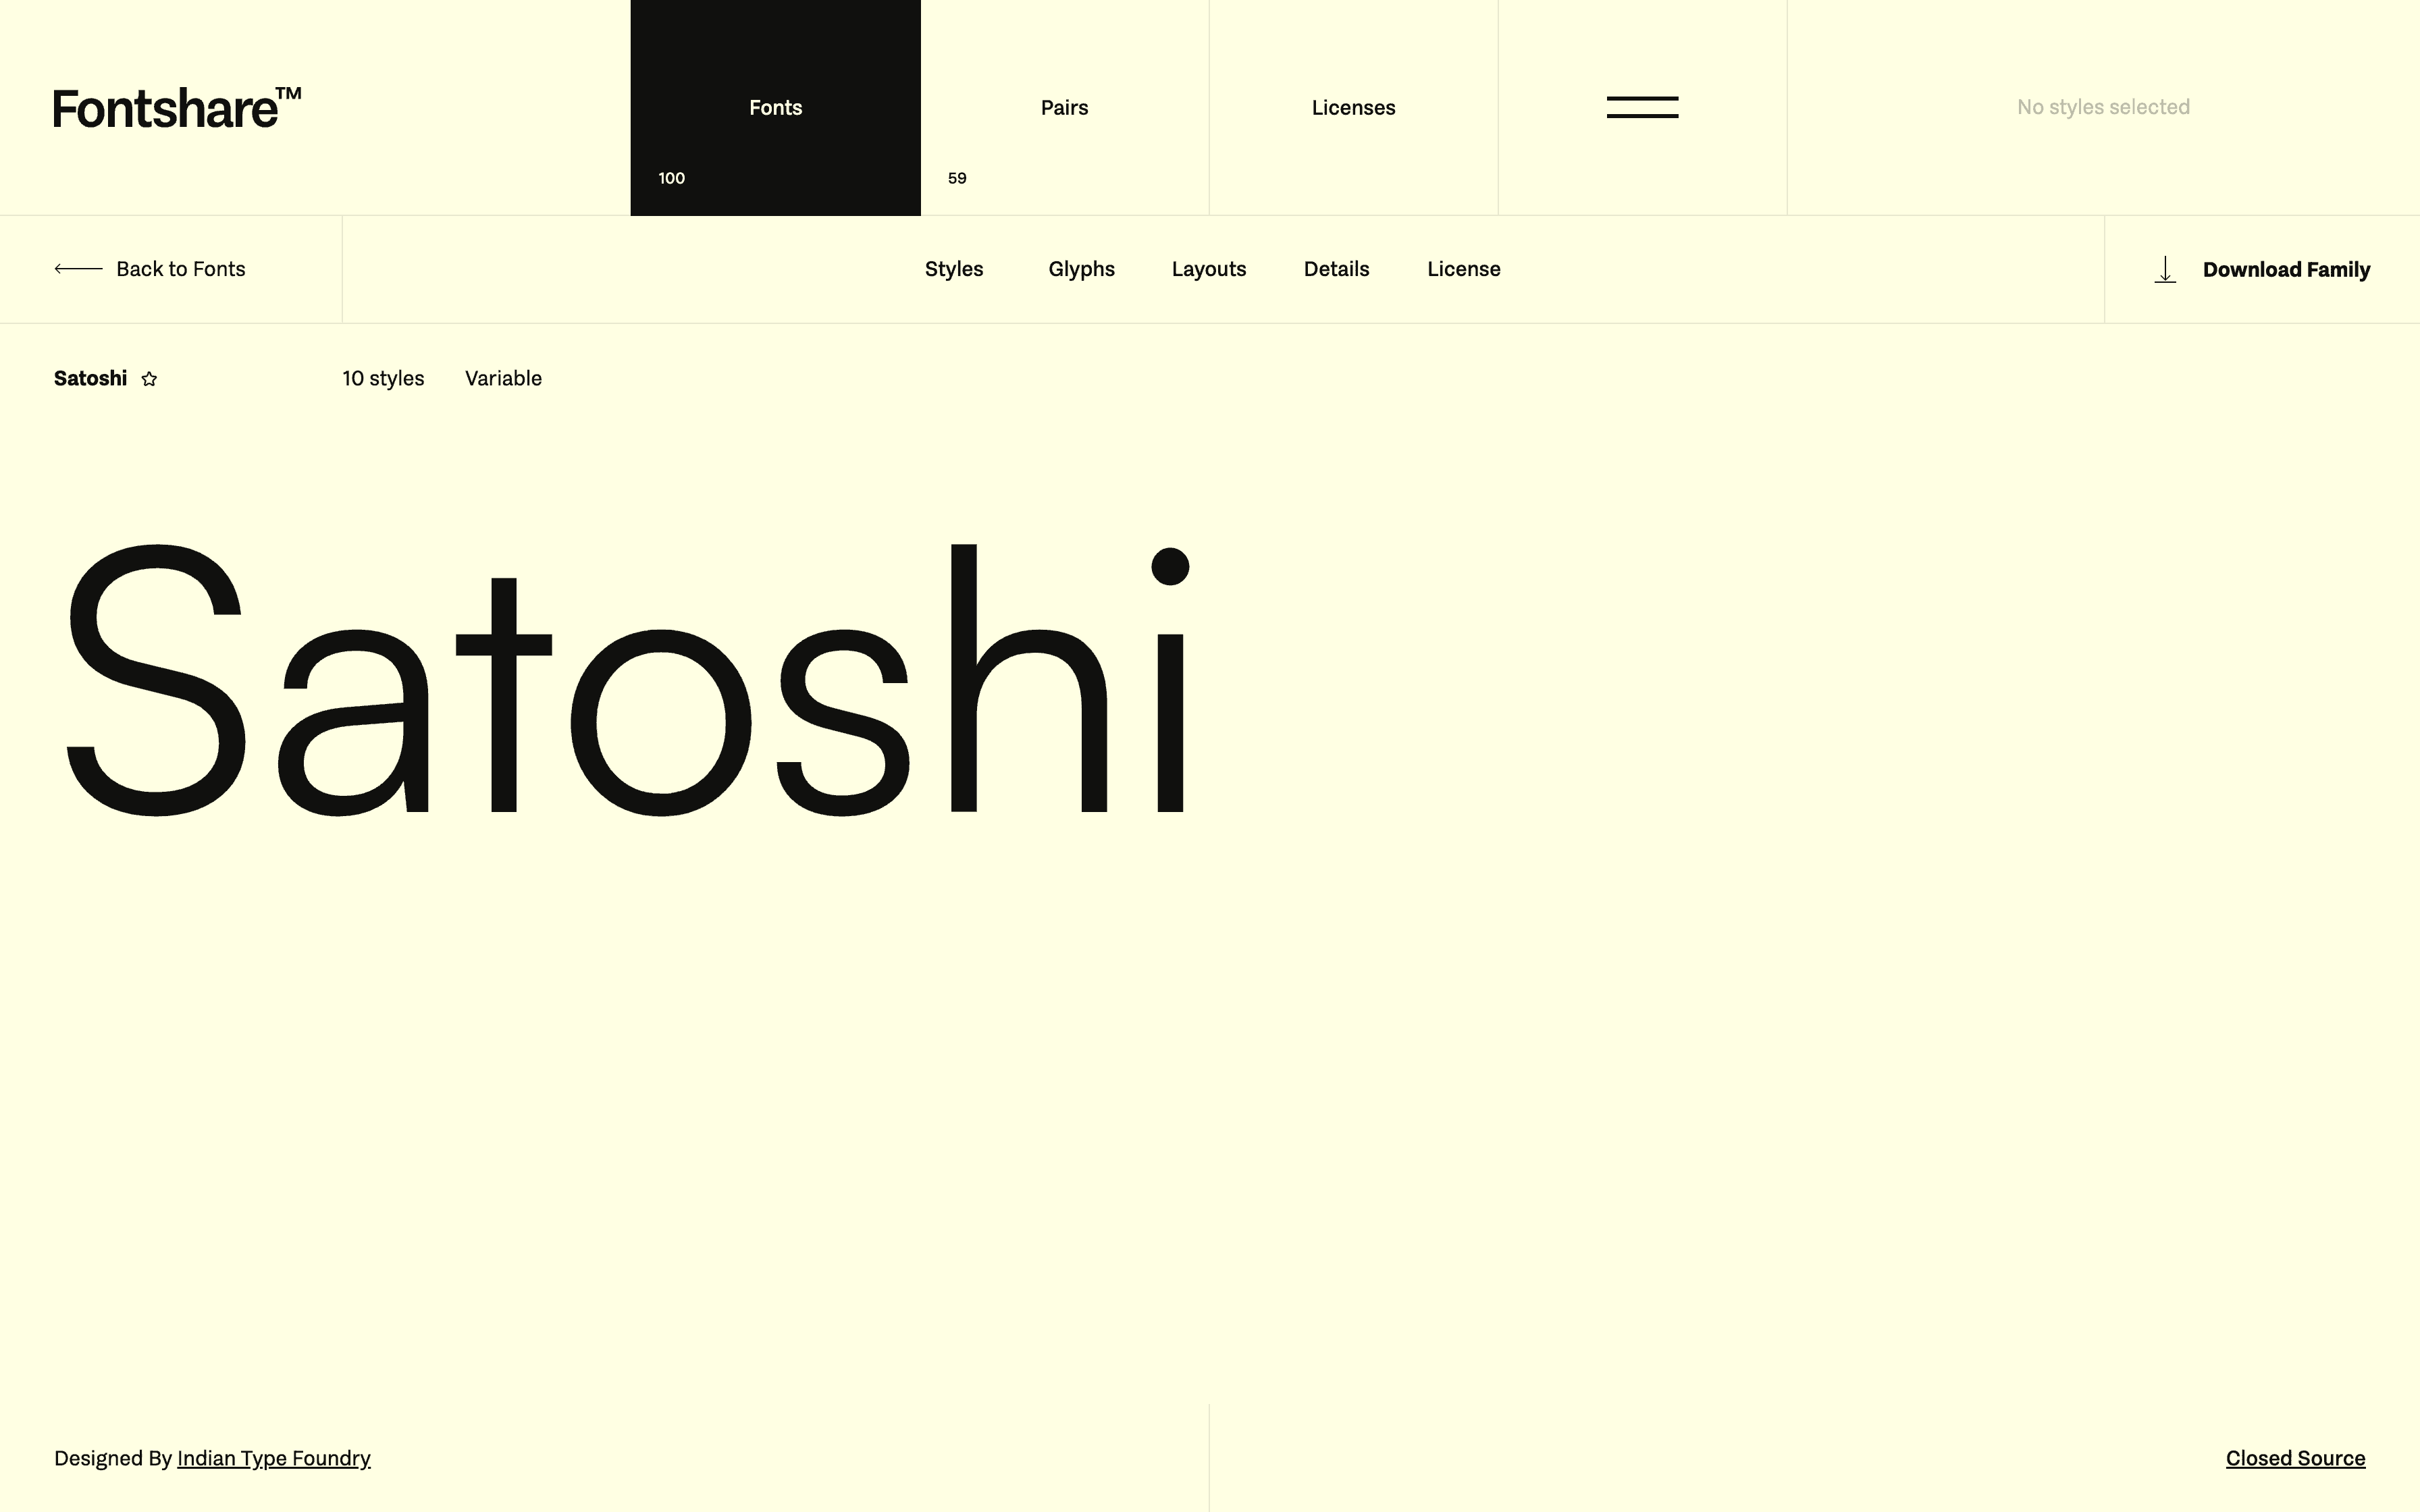 Fontshare™
Fonts
100
Pairs
59
Licenses
No styles selected
Back to Fonts
Styles
Glyphs
Layouts
Details
License
Download Family
Satoshi
10 styles
Variable
Satoshi
Designed By Indian Type Foundry
Closed Source